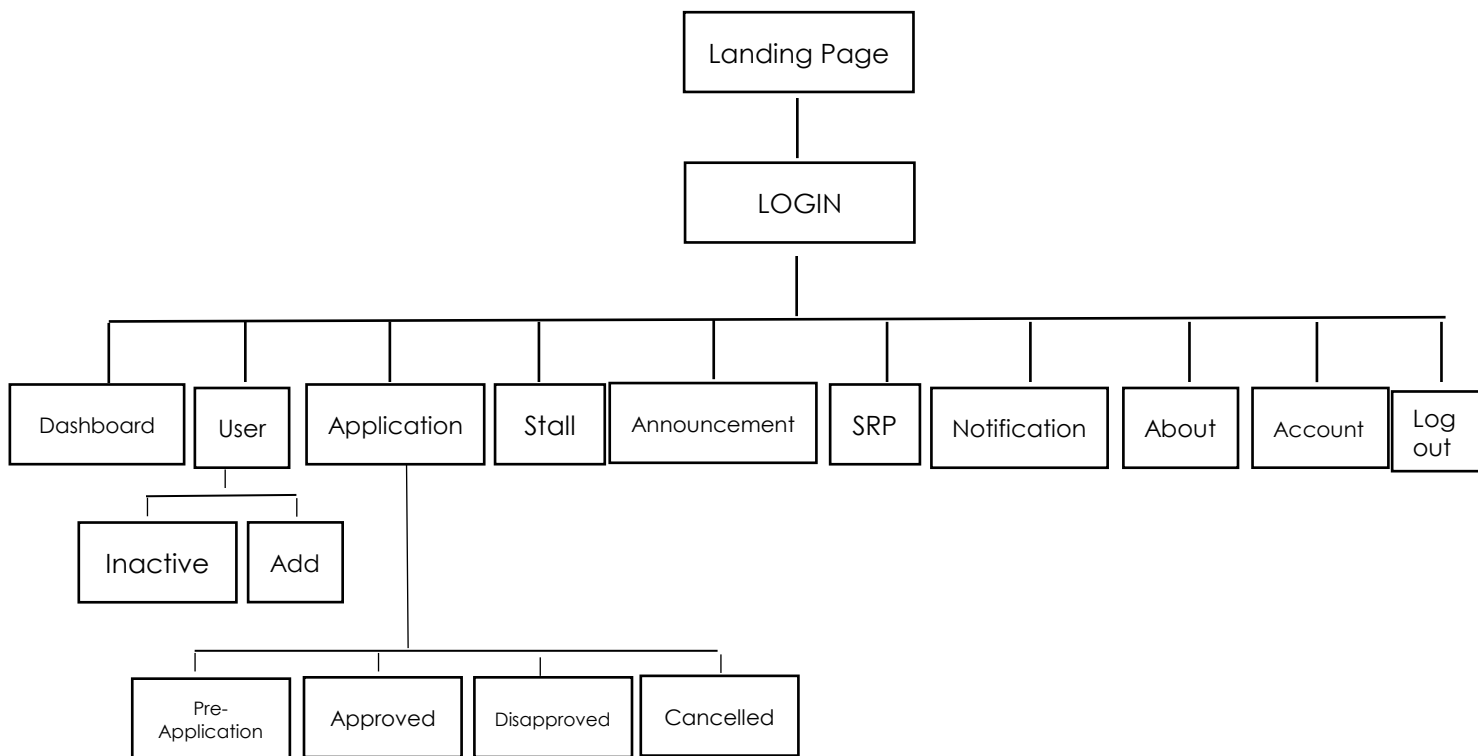 Landing Page
LOGIN
Dashboard
User
Application
Stall
Announcement
SRP
Notification
About
Account
Log
out
Inactive
Add
Pre-
Application
Approved
Disapproved
Cancelled